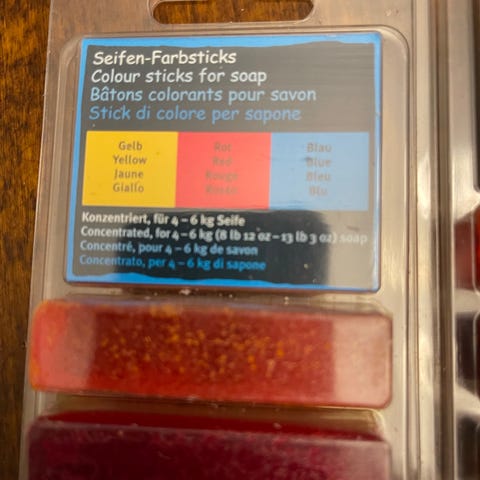 Seifen-Farbsticks
Colour sticks for soap
Bâtons colorants pour savon
Stick di colore per sapone
Gelb
Yellow
Jaune
Giallo
Rot
Red
Rouge
Rosso
Blau
Blue
Bleu
Blu
Konzentriert, für 4 – 6 kg Seife
Concentrated, for 4 – 6 kg (8 lb 12 oz – 13 lb 3 oz) soap
Concentré, pour 4 – 6 kg de savon
Concentrato, per 4 – 6 kg di sapone